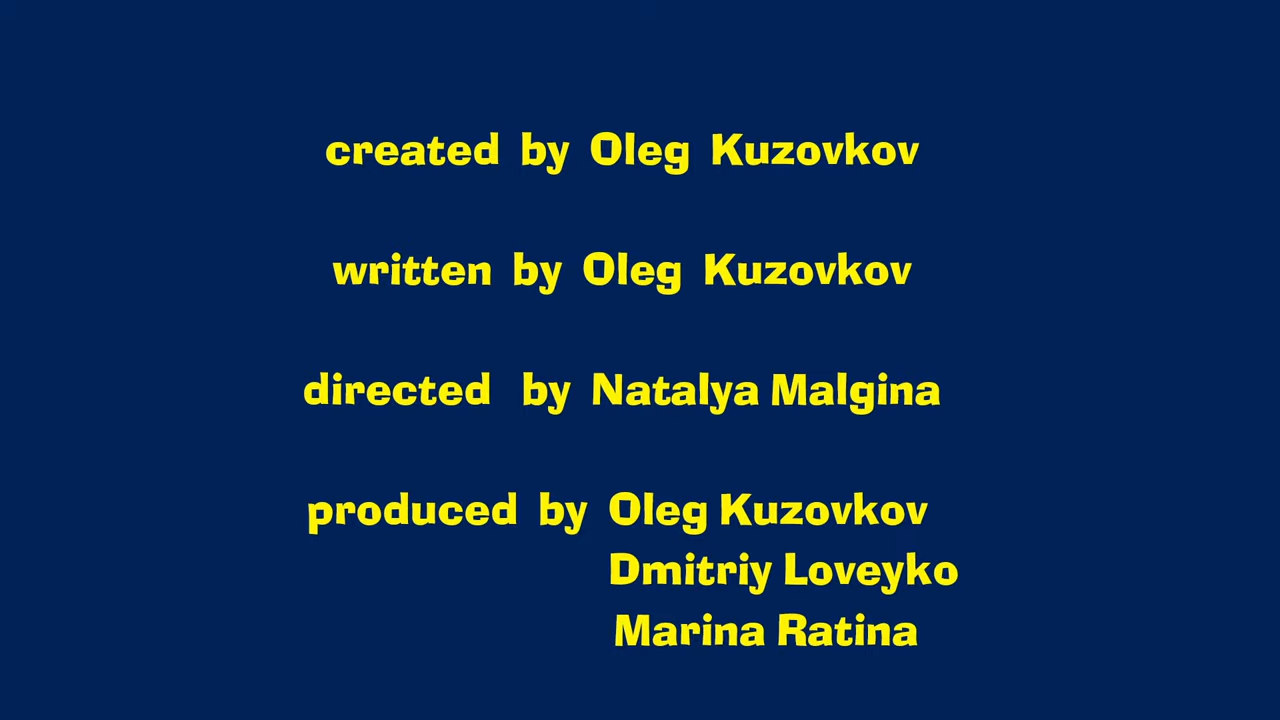 created by Oleg Kuzovkov
written by Oleg Kuzovkov
directed by Natalya Malgina
produced by Oleg Kuzovkov
Dmitriy Loveyko
Marina Ratina